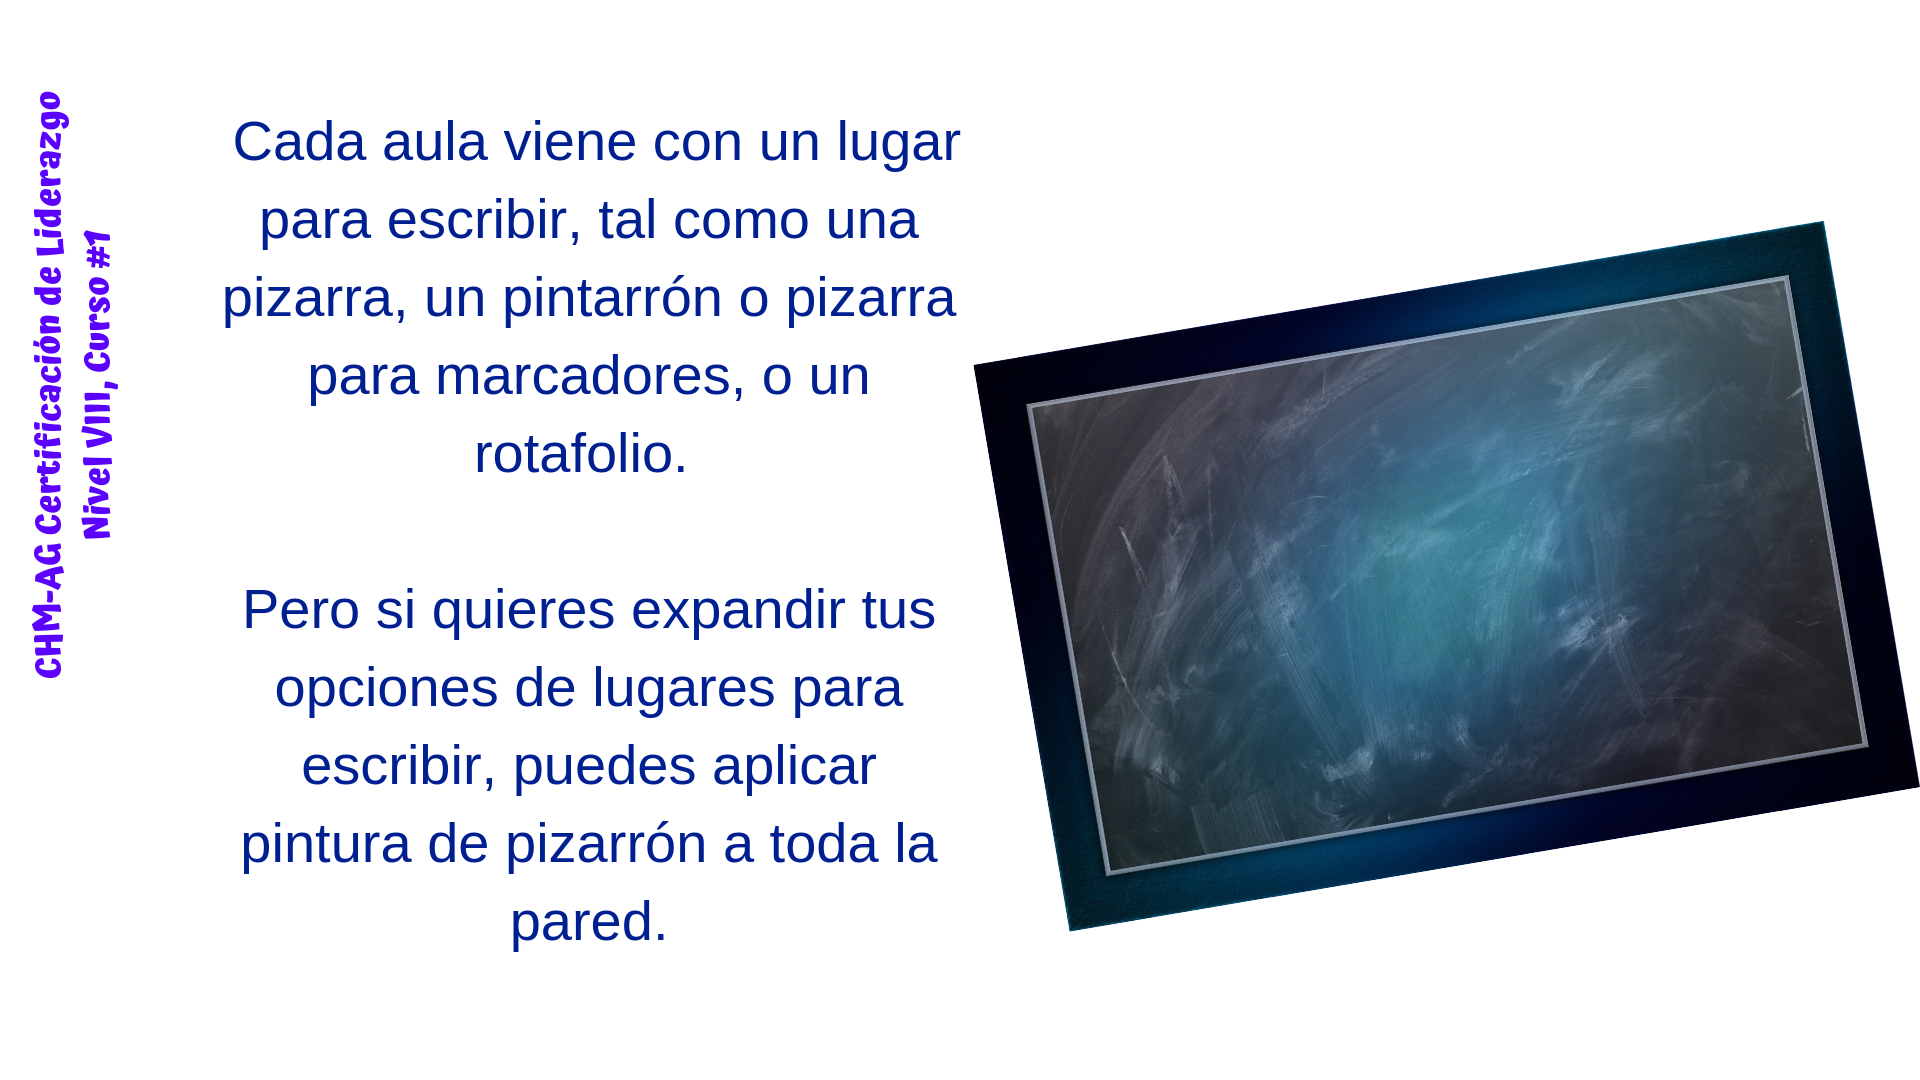 CHM-AG Certificación de Liderazgo
Nivel VIII, Curso #1
Cada aula viene con un lugar
para escribir, tal como una
pizarra, un pintarrón o pizarra
para marcadores, o un
rotafolio.
Pero si quieres expandir tus
opciones de lugares para
escribir, puedes aplicar
pintura de pizarrón a toda la
pared.